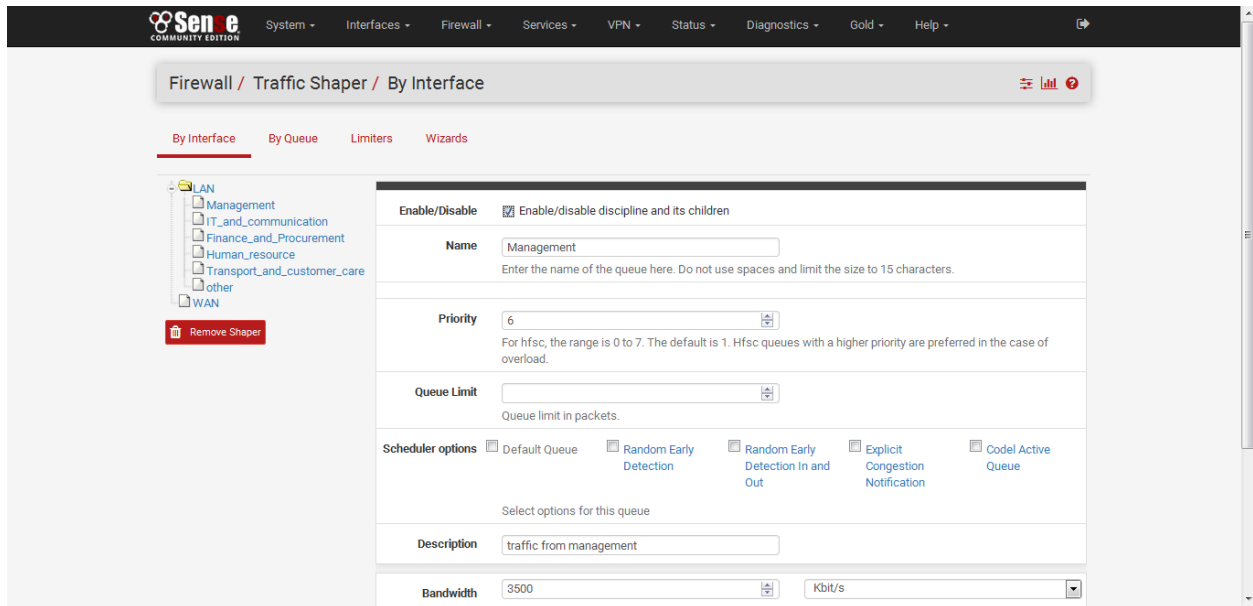 Sense
COMMUNITY EDITION
System Interfaces Firewall Services VPN Status Diagnostics Gold Help
Firewall / Traffic Shaper / By Interface
By Interface By Queue Limiters Wizards
LAN
Management
IT_and_communication
Finance_and_Procurement
Human_resource
Transport_and_customer_care
other
WAN
Remove Shaper
Enable/Disable Enable/disable discipline and its children
Name Management
Enter the name of the queue here. Do not use spaces and limit the size to 15 characters.
Priority 6
For hfsc, the range is 0 to 7. The default is 1. Hfsc queues with a higher priority are preferred in the case of
overload.
Queue Limit
Queue limit in packets.
Scheduler options Default Queue Random Early Random Early Explicit Codel Active
Detection Detection In and Congestion Queue
Out Notification
Select options for this queue
Description traffic from management
Bandwidth 3500 Kbit/s